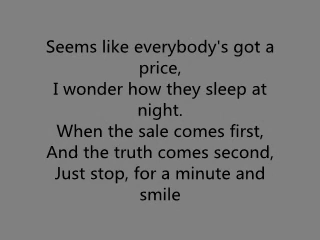 Seems like everybody's got a
price,
I wonder how they sleep at
night.
When the sale comes first,
And the truth comes second,
Just stop, for a minute and
smile